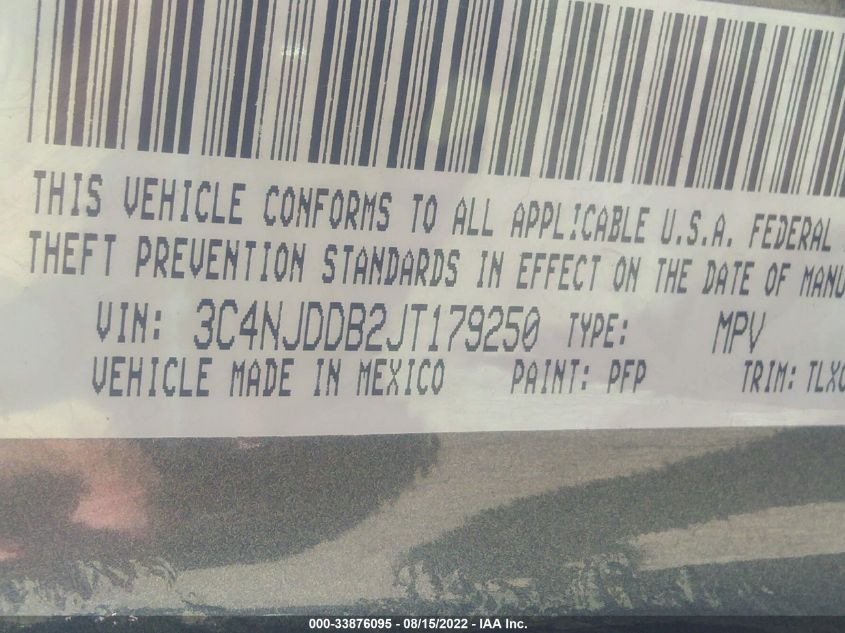 THIS VEHICLE CONFORMS TO ALL APPLICABLE U.S.A. FEDERAL
THEFT PREVENTION STANDARDS IN EFFECT ON THE DATE OF MANU
VIN: 3C4NJDDB2JT179250 TYPE: MPV
VEHICLE MADE IN MEXICO PAINT: PFP TRIM: TLXC
000-33876095 - 08/15/2022 - IAA Inc.